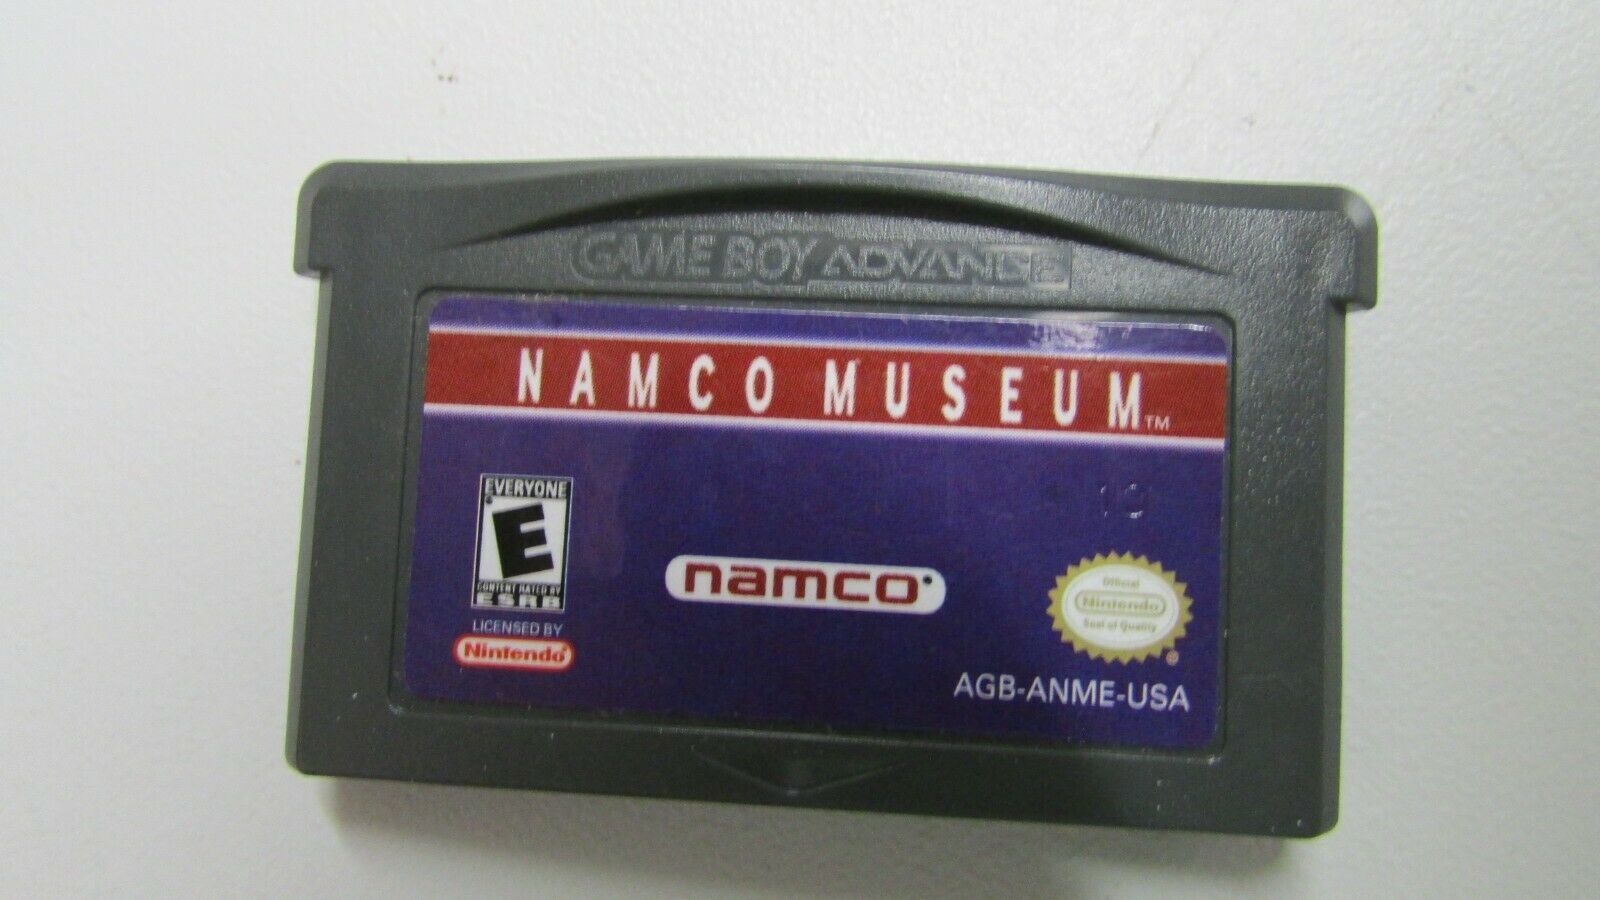 GAME BOY ADVANCE
NAMCO MUSEUM™
EVERYONE
E
CONTENT RATED BY
ESRB
LICENSED BY
Nintendo
namco
Official
Nintendo
Seal of Quality
®
AGB-ANME-USA